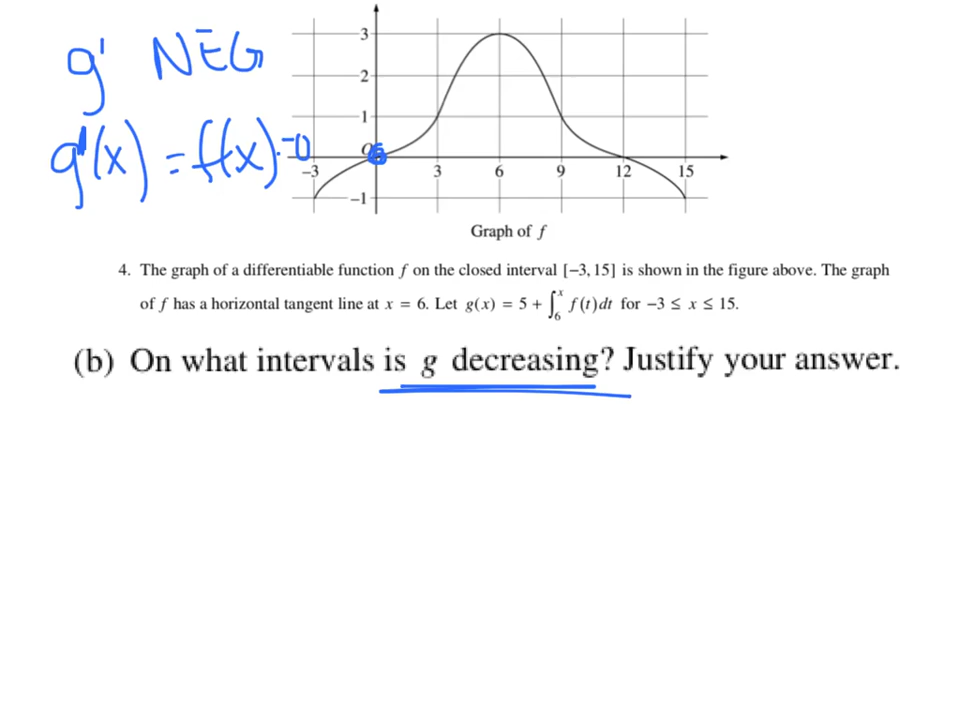 g' NEG
g'(x) = f(x) - 0
3
2
1
0
-3 3 6 9 12 15
-1
Graph of f
4. The graph of a differentiable function f on the closed interval [−3, 15] is shown in the figure above. The graph
of f has a horizontal tangent line at x = 6. Let g(x) = 5 + ∫₆ˣ f(t)dt for −3 ≤ x ≤ 15.
(b) On what intervals is g decreasing? Justify your answer.